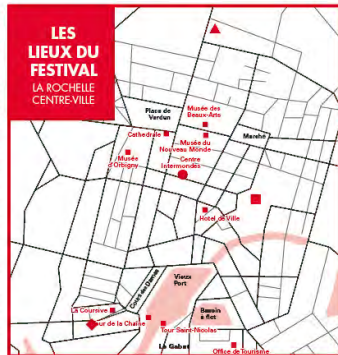 LES
LIEUX DU
FESTIVAL
LA ROCHELLE
CENTRE-VILLE
Place de
Verdun
Musée des
Beaux-Arts
Cathédrale
Musée du
Nouveau Monde
Marché
Musée
d'Orbigny
Centre
Intermondes
Hôtel de Ville
Cours des Dames
Vieux
Port
La Coursive
Tour de la Chaîne
Bassin
à flot
Tour Saint-Nicolas
Le Gabut
Office de Tourisme